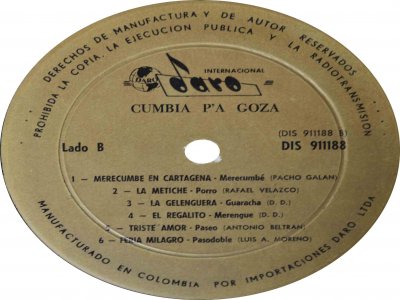 DERECHOS DE MANUFACTURA Y DE AUTOR RESERVADOS
PROHIBIDA LA COPIA, LA EJECUCION PUBLICA Y LA RADIOTRANSMISION
INTERNACIONAL
DARO
daro
CUMBIA P'A GOZA
(DIS 911188 B)
Lado B
DIS 911188
1 — MERECUMBE EN CARTAGENA - Merecumbé (PACHO GALAN)
2 — LA METICHE - Porro (RAFAEL VELAZCO)
3 — LA GELENGUERA - Guaracha (D. D.)
4 — EL REGALITO - Merengue (D. D.)
5 — TRISTE AMOR - Paseo (ANTONIO BELTRAN)
6 — FERIA MILAGRO - Pasodoble (LUIS A. MORENO)
MANUFACTURADO EN COLOMBIA POR IMPORTACIONES DARO LTDA